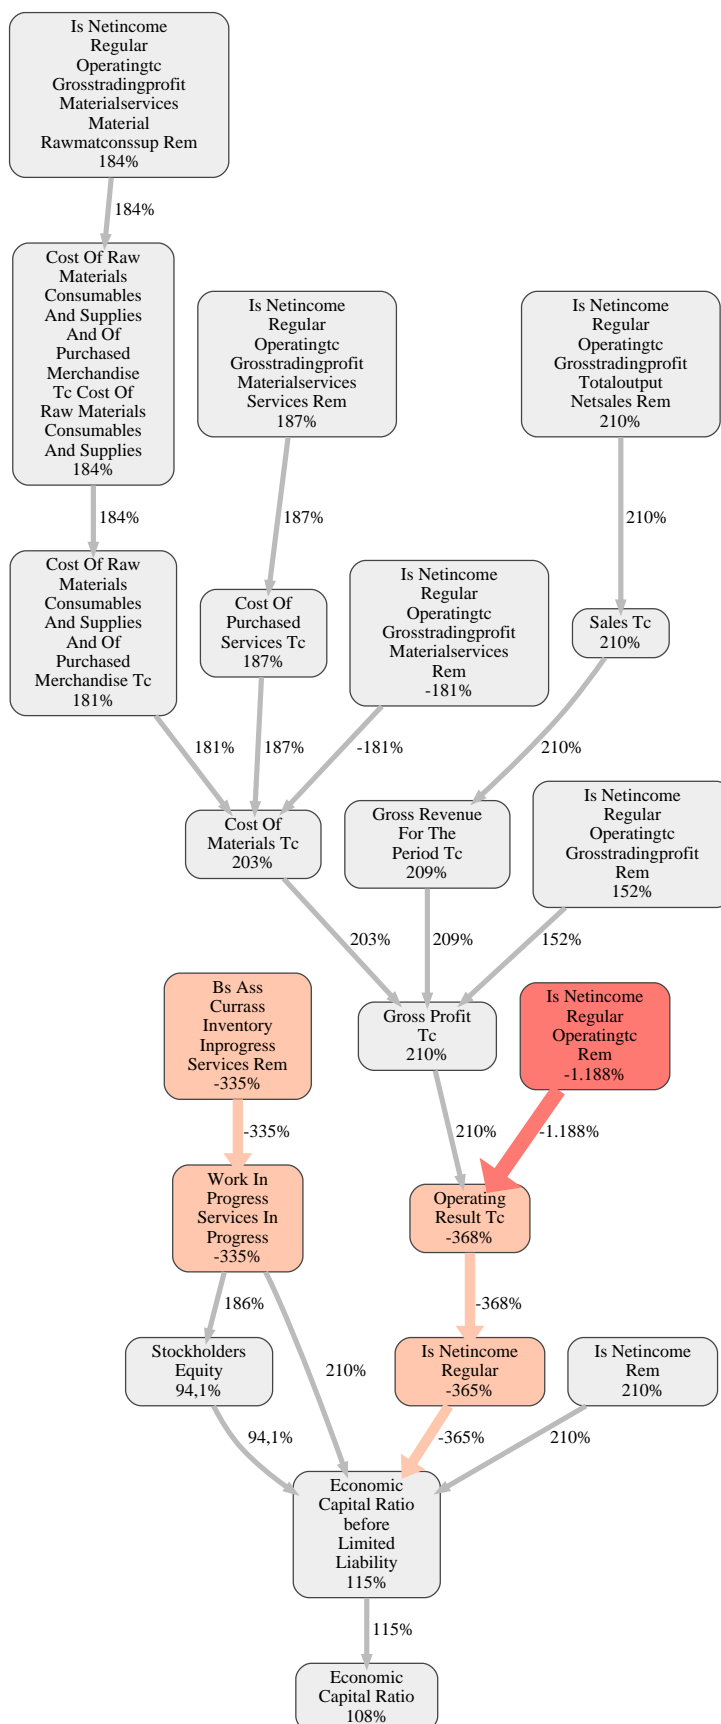 Is Netincome
Regular
Operatingtc
Grosstradingprofit
Materialservices
Material
Rawmatconssup Rem
184%
184%
Cost Of Raw
Materials
Consumables
And Supplies
And Of
Purchased
Merchandise
Tc Cost Of
Raw Materials
Consumables
And Supplies
184%
Is Netincome
Regular
Operatingtc
Grosstradingprofit
Materialservices
Services Rem
187%
Is Netincome
Regular
Operatingtc
Grosstradingprofit
Totaloutput
Netsales Rem
210%
184%
187%
210%
Cost Of Raw
Materials
Consumables
And Supplies
And Of
Purchased
Merchandise Tc
181%
Cost Of
Purchased
Services Tc
187%
Is Netincome
Regular
Operatingtc
Grosstradingprofit
Materialservices
Rem
-181%
Sales Tc
210%
181%
187%
-181%
210%
Cost Of
Materials Tc
203%
Gross Revenue
For The
Period Tc
209%
Is Netincome
Regular
Operatingtc
Grosstradingprofit
Rem
152%
203%
209%
152%
Bs Ass
Currass
Inventory
Inprogress
Services Rem
-335%
Gross Profit
Tc
210%
Is Netincome
Regular
Operatingtc
Rem
-1.188%
-335%
210%
-1.188%
Work In
Progress
Services In
Progress
-335%
Operating
Result Tc
-368%
186%
210%
-368%
Stockholders
Equity
94,1%
Is Netincome
Regular
-365%
Is Netincome
Rem
210%
94,1%
-365%
210%
Economic
Capital Ratio
before
Limited
Liability
115%
115%
Economic
Capital Ratio
108%